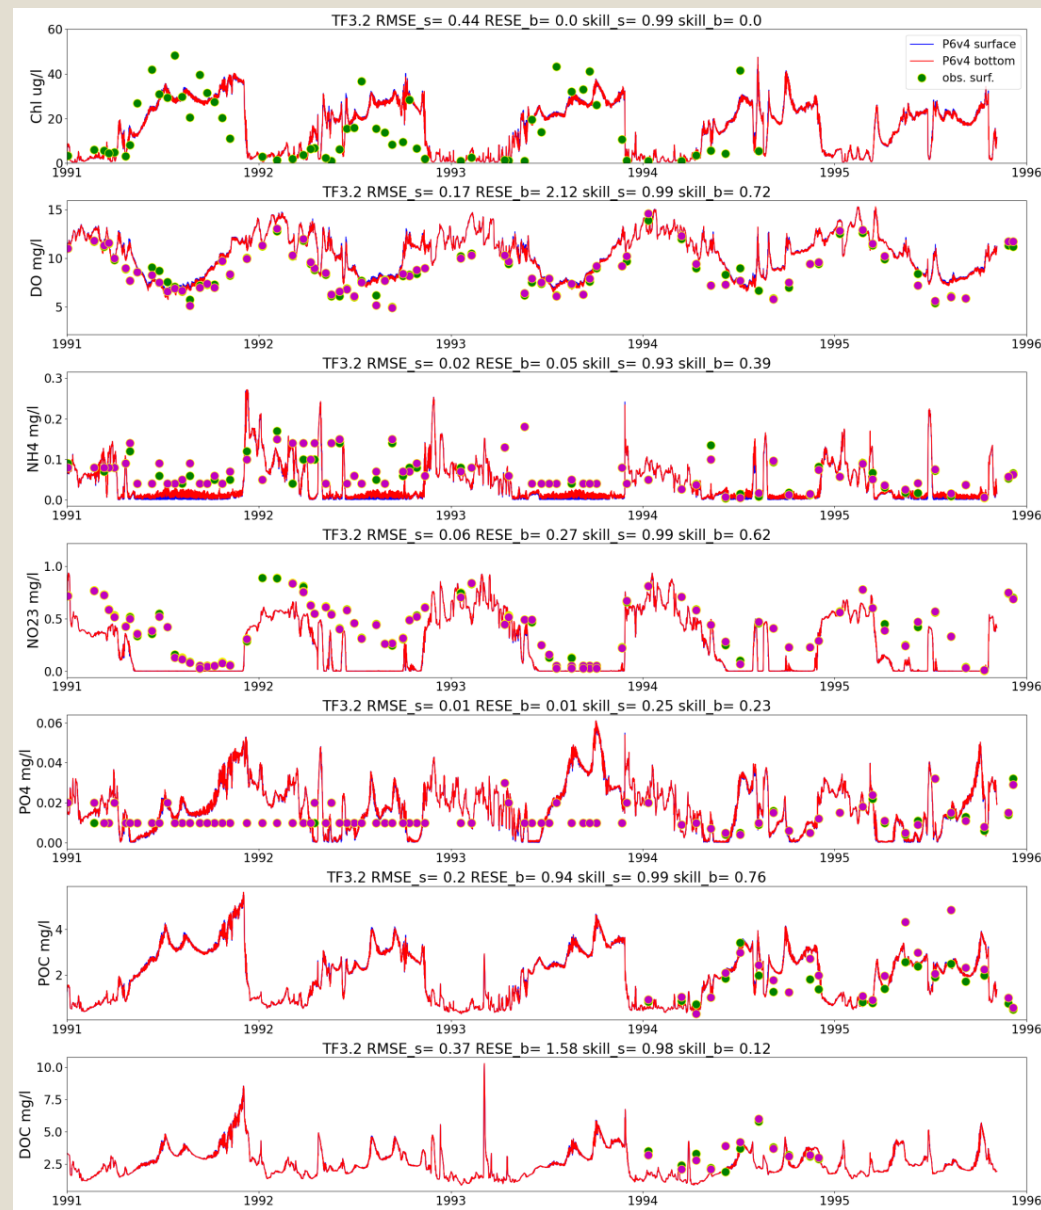 TF3.2 RMSE_s= 0.44 RESE_b= 0.0 skill_s= 0.99 skill_b= 0.0
60
40
20
0
Chl ug/l
P6v4 surface
P6v4 bottom
obs. surf.
1991 1992 1993 1994 1995 1996
TF3.2 RMSE_s= 0.17 RESE_b= 2.12 skill_s= 0.99 skill_b= 0.72
15
10
5
DO mg/l
1991 1992 1993 1994 1995 1996
TF3.2 RMSE_s= 0.02 RESE_b= 0.05 skill_s= 0.93 skill_b= 0.39
0.3
0.2
0.1
0.0
NH4 mg/l
1991 1992 1993 1994 1995 1996
TF3.2 RMSE_s= 0.06 RESE_b= 0.27 skill_s= 0.99 skill_b= 0.62
1.0
0.5
0.0
NO23 mg/l
1991 1992 1993 1994 1995 1996
TF3.2 RMSE_s= 0.01 RESE_b= 0.01 skill_s= 0.25 skill_b= 0.23
0.06
0.04
0.02
0.00
PO4 mg/l
1991 1992 1993 1994 1995 1996
TF3.2 RMSE_s= 0.2 RESE_b= 0.94 skill_s= 0.99 skill_b= 0.76
4
2
POC mg/l
1991 1992 1993 1994 1995 1996
TF3.2 RMSE_s= 0.37 RESE_b= 1.58 skill_s= 0.98 skill_b= 0.12
10.0
7.5
5.0
2.5
DOC mg/l
1991 1992 1993 1994 1995 1996